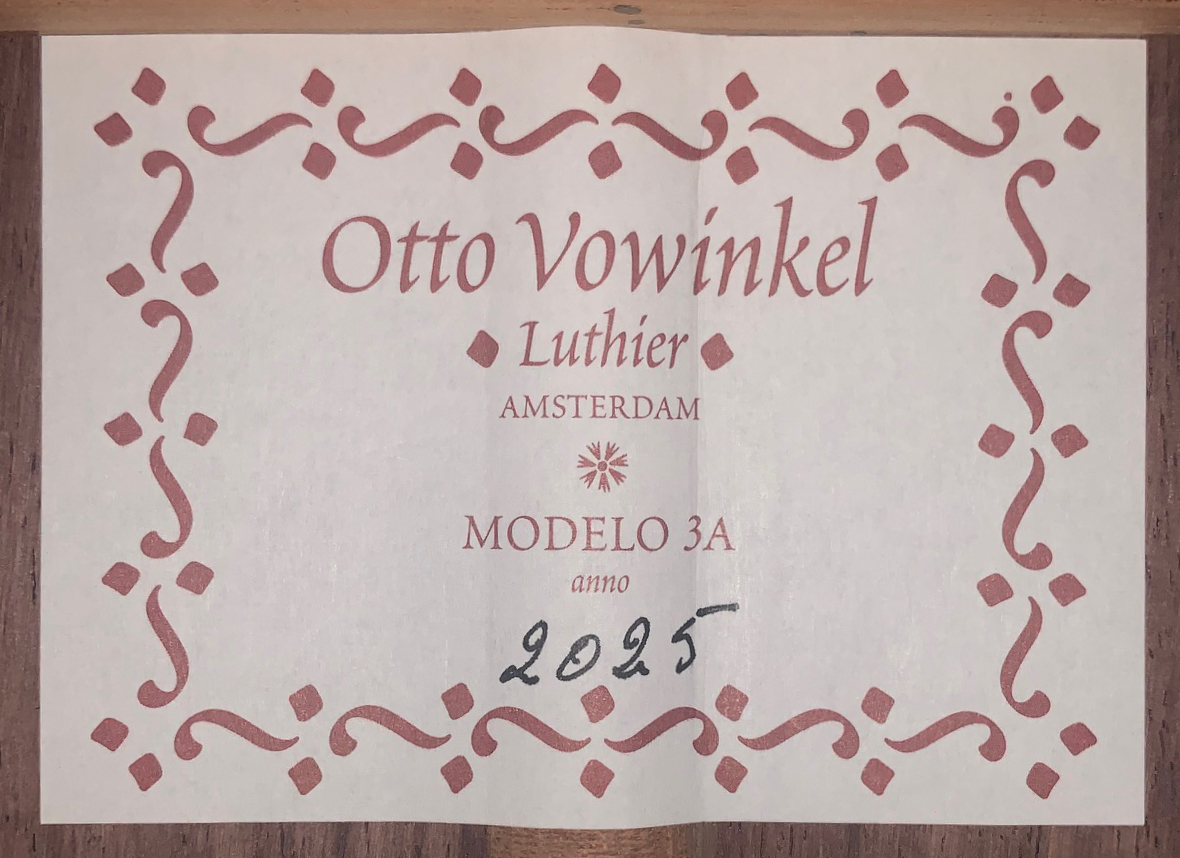 Otto Vowinkel
Luthier
AMSTERDAM
MODELO 3A
anno
2025